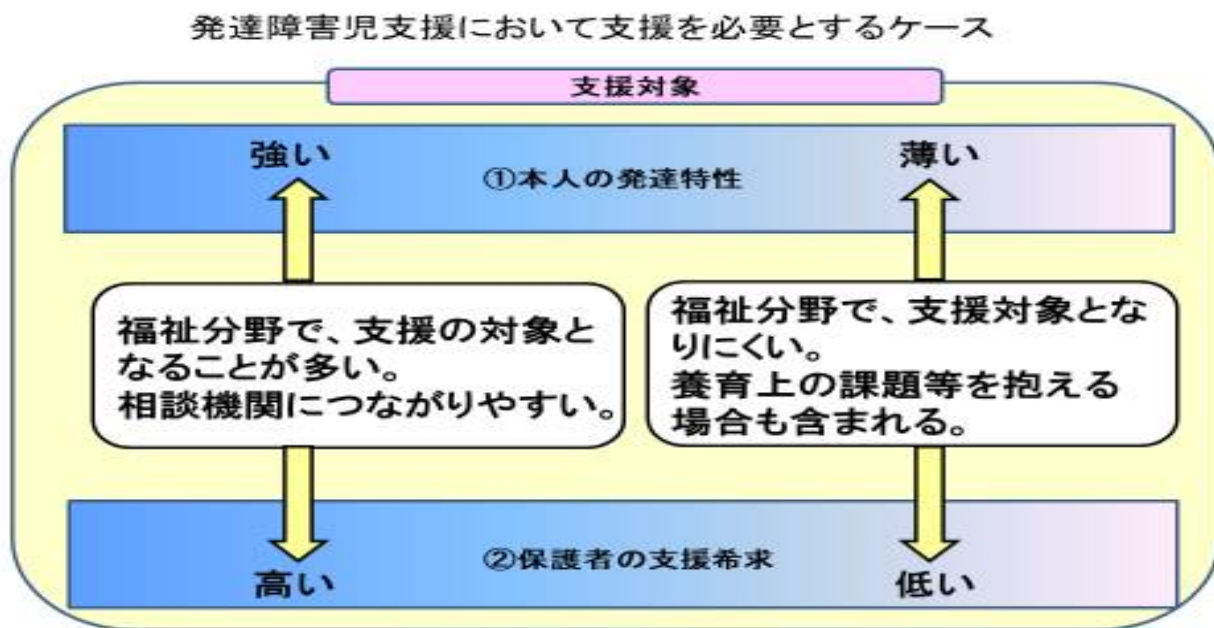 発達障害児支援において支援を必要とするケース
支援対象
強い
薄い
①本人の発達特性
福祉分野で、支援の対象と
なることが多い。
相談機関につながりやすい。
福祉分野で、支援対象とな
りにくい。
養育上の課題等を抱える
場合も含まれる。
②保護者の支援希求
高い
低い